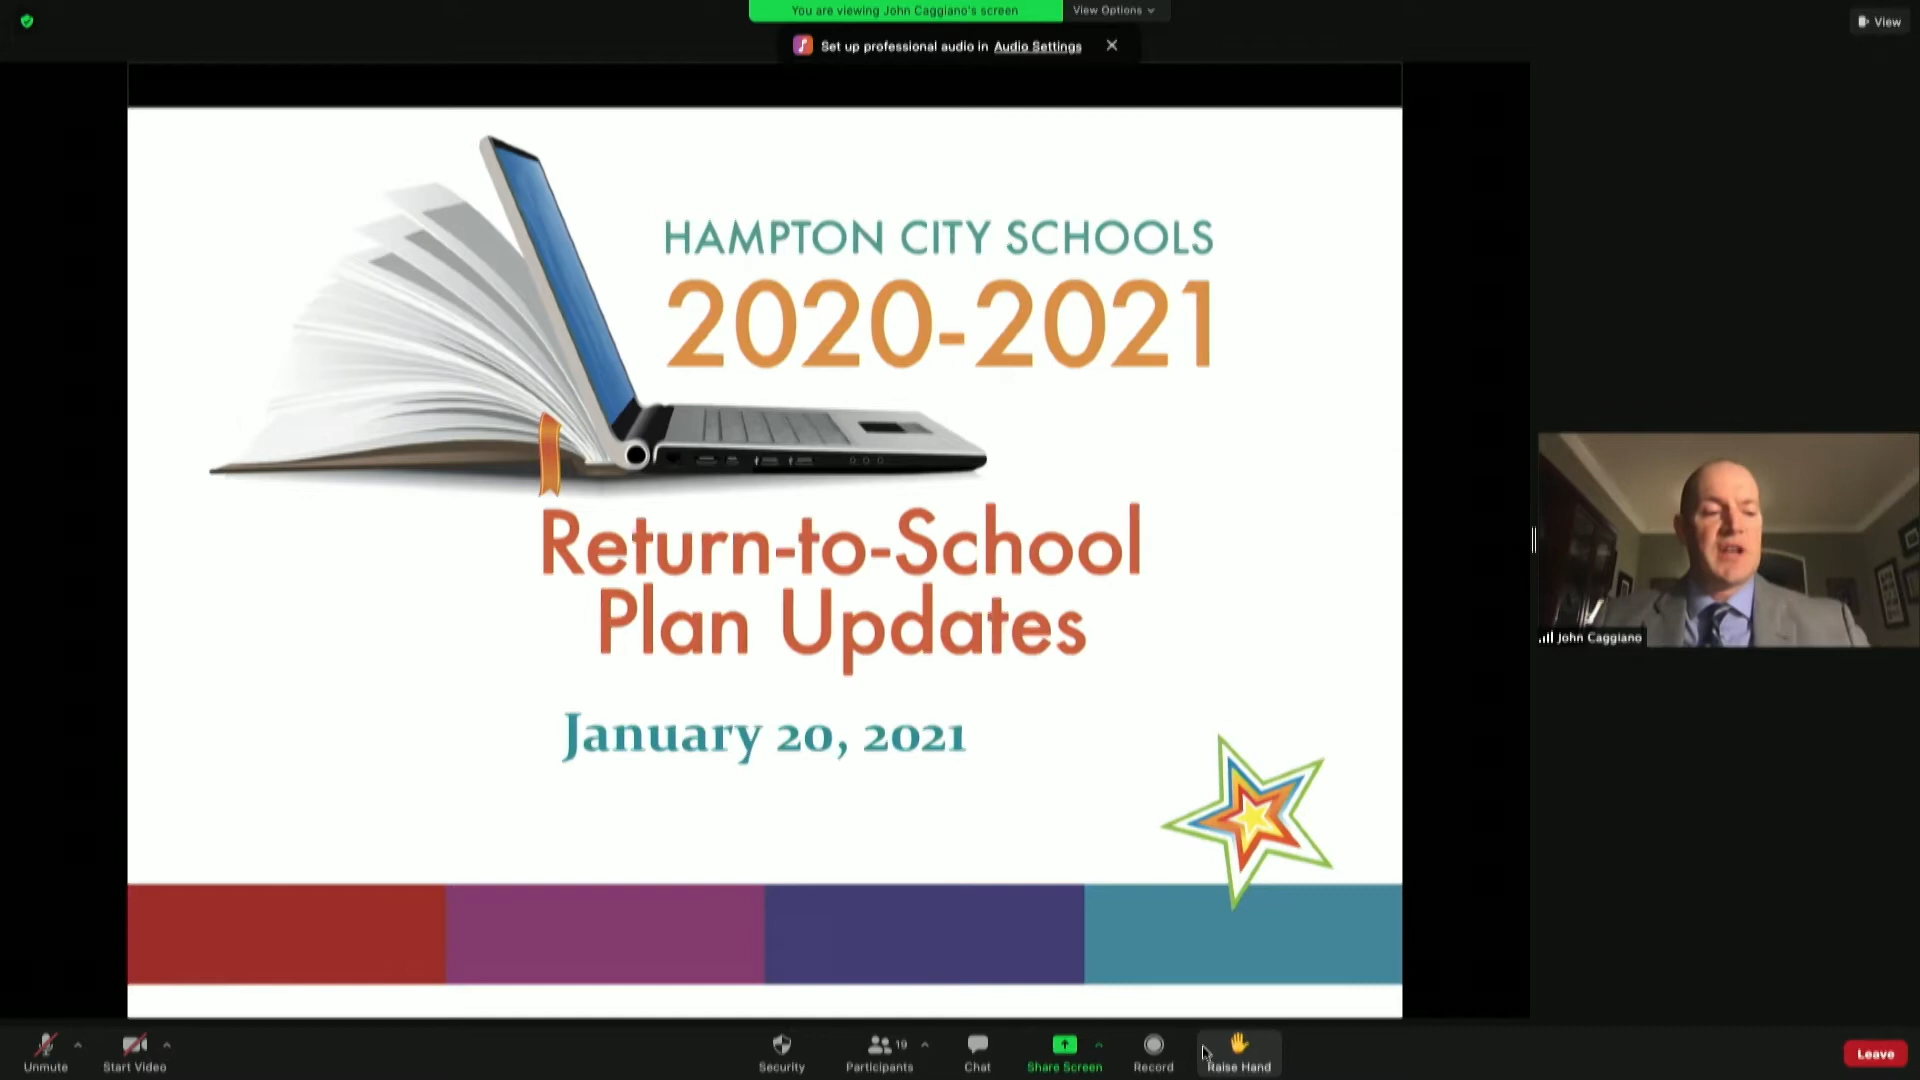 You are viewing John Caggiano's screen
View Options
View
Set up professional audio in Audio Settings
HAMPTON CITY SCHOOLS
2020-2021
Return-to-School
Plan Updates
January 20, 2021
John Caggiano
Unmute
Start Video
Security
19
Participants
Chat
Share Screen
Record
Raise Hand
Leave